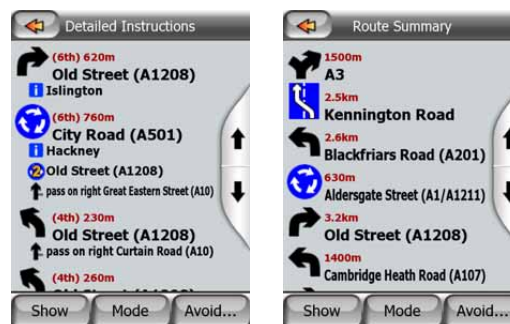 Detailed Instructions
(6th) 620m
Old Street (A1208)
i Islington
(6th) 760m
City Road (A501)
i Hackney
2 Old Street (A1208)
pass on right Great Eastern Street (A10)
(4th) 230m
Old Street (A1208)
pass on right Curtain Road (A10)
(4th) 260m
Show
Mode
Avoid...
Route Summary
1500m
A3
2.5km
Kennington Road
2.6km
Blackfriars Road (A201)
630m
Aldersgate Street (A1/A1211)
3.2km
Old Street (A1208)
1400m
Cambridge Heath Road (A107)
Show
Mode
Avoid...